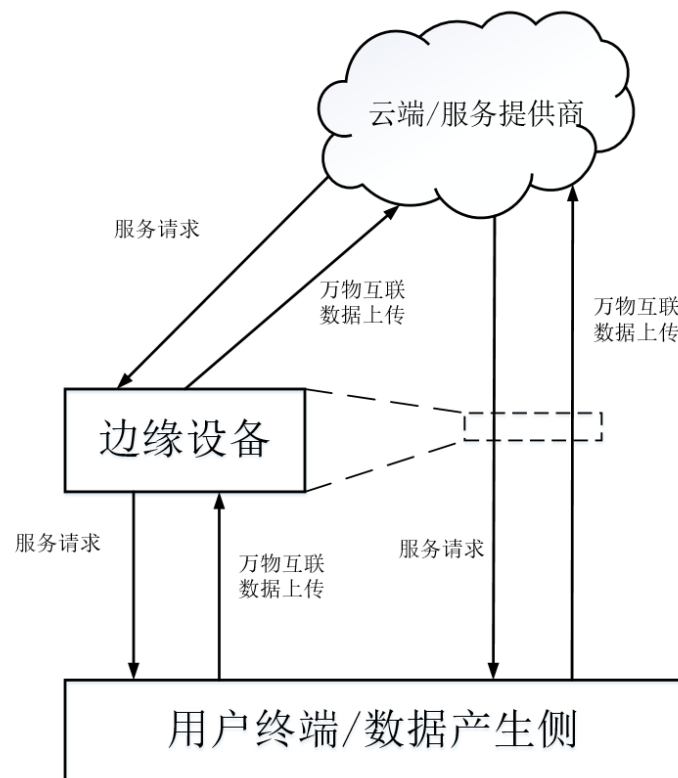 云端/服务提供商
服务请求
万物互联
数据上传
万物互联
数据上传
边缘设备
服务请求
万物互联
数据上传
服务请求
用户终端/数据产生侧